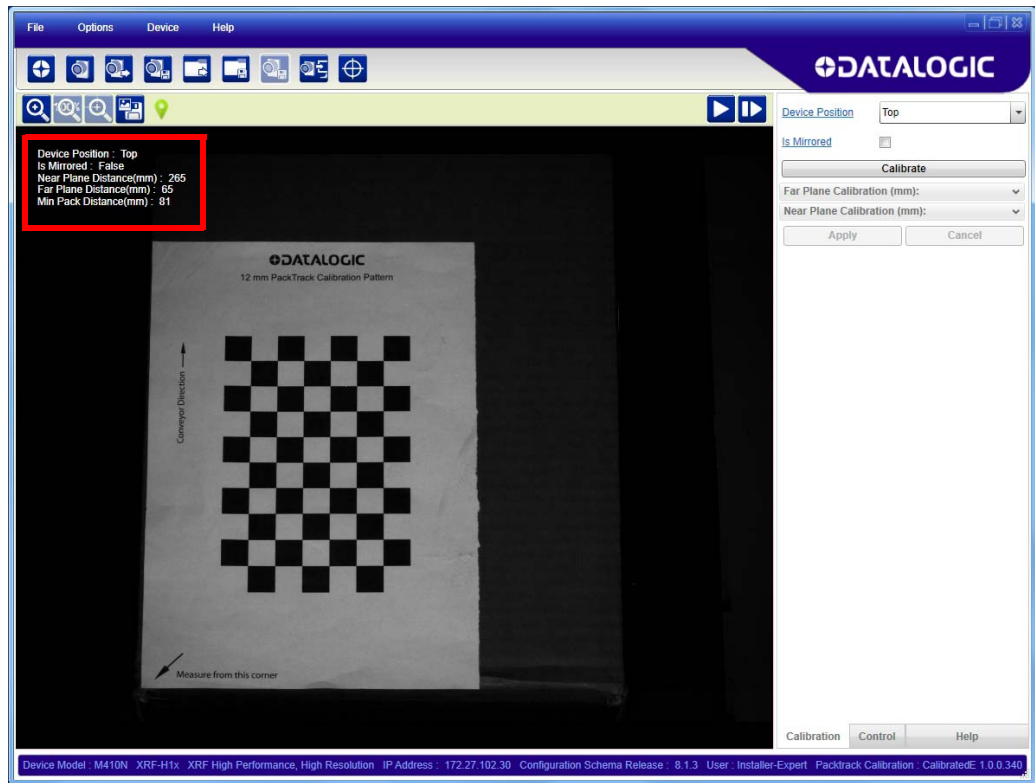 File Options Device Help
DATALOGIC
Device Position Top
Is Mirrored
Calibrate
Far Plane Calibration (mm):
Near Plane Calibration (mm):
Apply Cancel
Device Position : Top
Is Mirrored : False
Near Plane Distance(mm) : 265
Far Plane Distance(mm) : 65
Min Pack Distance(mm) : 81
DATALOGIC
12 mm PackTrack Calibration Pattern
Conveyor Direction
Measure from this corner
Calibration Control Help
Device Model : M410N XRF-H1x XRF High Performance, High Resolution IP Address : 172.27.102.30 Configuration Schema Release : 8.1.3 User : Installer-Expert Packtrack Calibration : CalibratedE 1.0.0.340